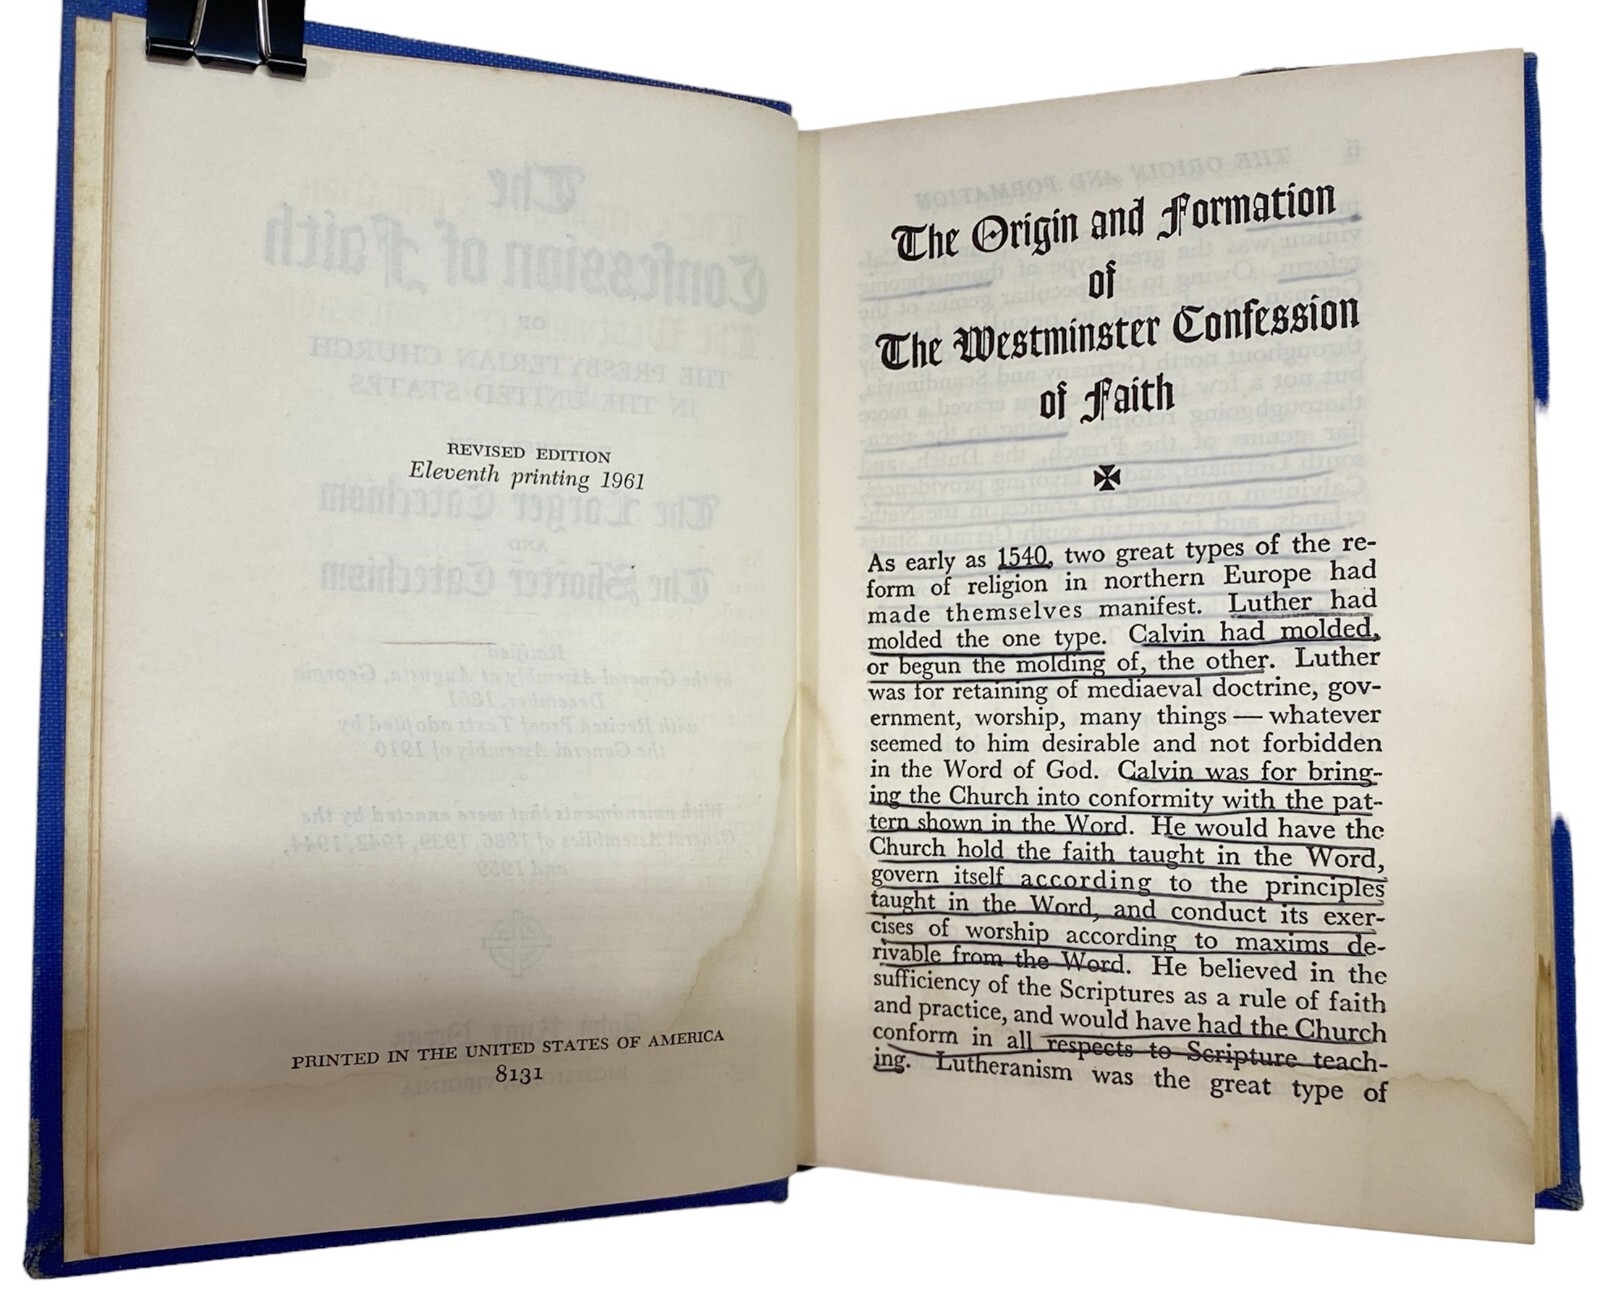 REVISED EDITION
Eleventh printing 1961
PRINTED IN THE UNITED STATES OF AMERICA
8131
The Origin and Formation
of
The Westminster Confession
of Faith
As early as 1540, two great types of the re-
form of religion in northern Europe had
made themselves manifest. Luther had
molded the one type. Calvin had molded,
or begun the molding of, the other. Luther
was for retaining of mediaeval doctrine, gov-
ernment, worship, many things — whatever
seemed to him desirable and not forbidden
in the Word of God. Calvin was for bring-
ing the Church into conformity with the pat-
tern shown in the Word. He would have the
Church hold the faith taught in the Word,
govern itself according to the principles
taught in the Word, and conduct its exer-
cises of worship according to maxims de-
rivable from the Word. He believed in the
sufficiency of the Scriptures as a rule of faith
and practice, and would have had the Church
conform in all respects to Scripture teach-
ing. Lutheranism was the great type of